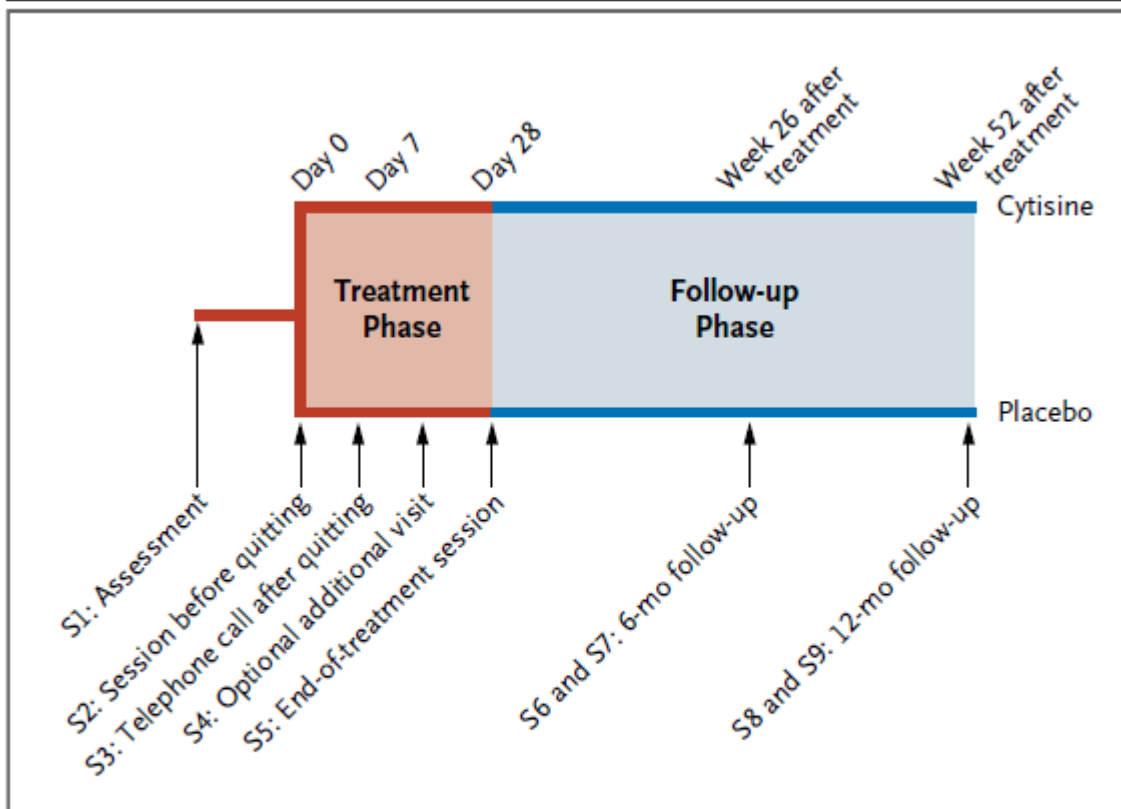 Day 0
Day 7
Day 28
Week 26 after
treatment
Week 52 after
treatment
Cytisine
Treatment
Phase
Follow-up
Phase
Placebo
S1: Assessment
S2: Session before quitting
S3: Telephone call after quitting
S4: Optional additional visit
S5: End-of-treatment session
S6 and S7: 6-mo follow-up
S8 and S9: 12-mo follow-up